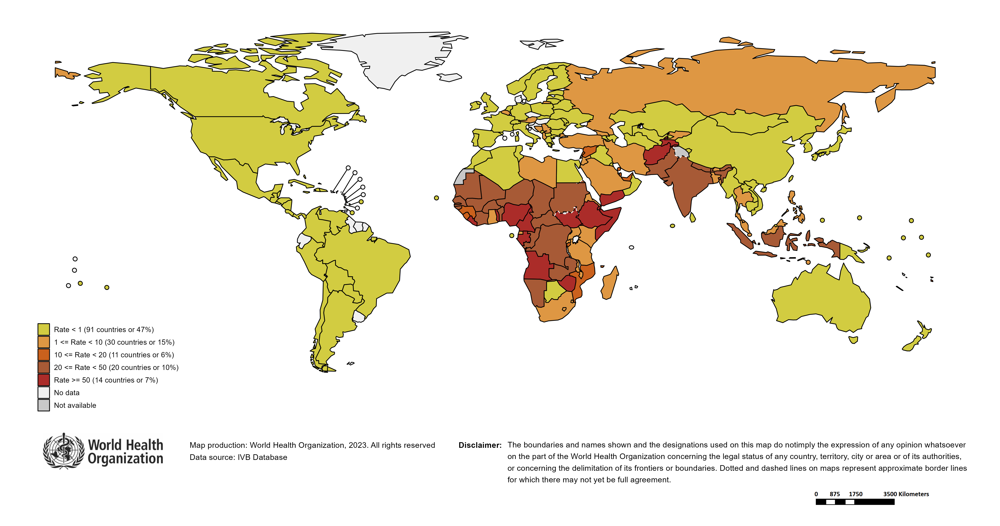 Rate < 1 (91 countries or 47%)
1 <= Rate < 10 (30 countries or 15%)
10 <= Rate < 20 (11 countries or 6%)
20 <= Rate < 50 (20 countries or 10%)
Rate >= 50 (14 countries or 7%)
No data
Not available
World Health
Organization
Map production: World Health Organization, 2023. All rights reserved
Data source: IVB Database
Disclaimer: The boundaries and names shown and the designations used on this map do notimply the expression of any opinion whatsoever
on the part of the World Health Organization concerning the legal status of any country, territory, city or area or of its authorities,
or concerning the delimitation of its frontiers or boundaries. Dotted and dashed lines on maps represent approximate border lines
for which there may not yet be full agreement.
0 875 1750 3500 Kilometers